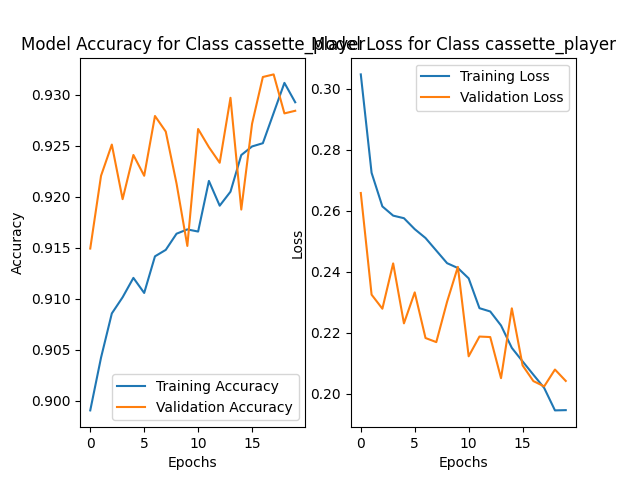 Model Accuracy for Class cassette_player
Model Loss for Class cassette_player
0.930
0.925
0.920
0.915
0.910
0.905
0.900
Accuracy
Training Accuracy
Validation Accuracy
0 5 10 15
Epochs
0.30
0.28
0.26
0.24
0.22
0.20
Loss
Training Loss
Validation Loss
0 5 10 15
Epochs